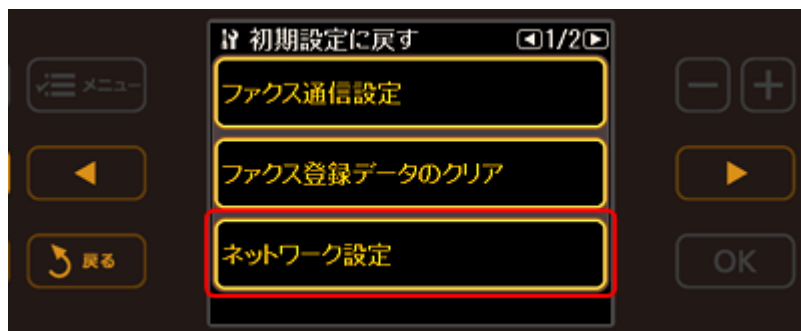 初期設定に戻す 1/2
メニュー
ファクス通信設定
ファクス登録データのクリア
戻る
ネットワーク設定
OK